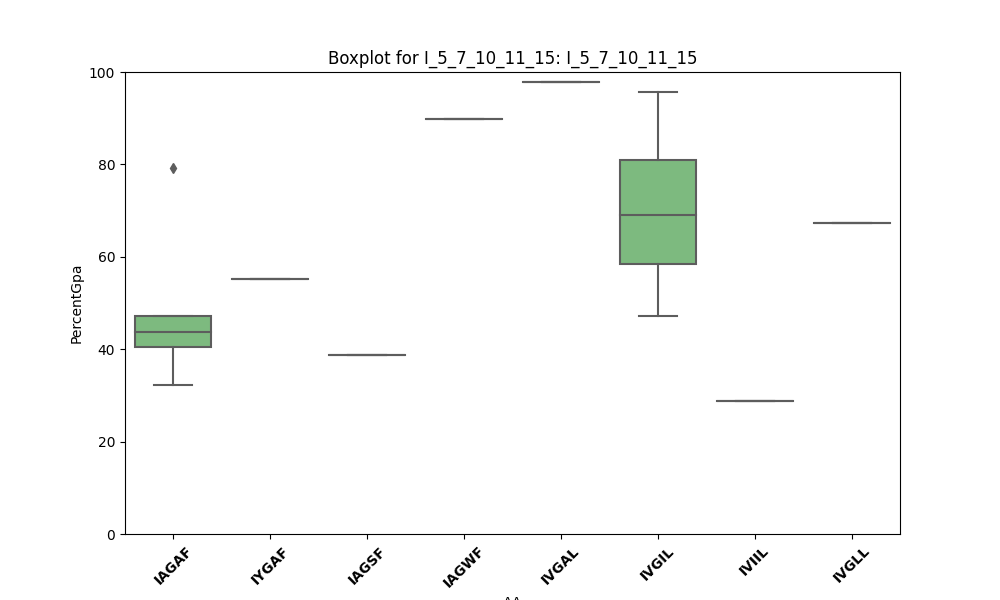 Boxplot for I_5_7_10_11_15: I_5_7_10_11_15
PercentGpa
100
80
60
40
20
0
IAGAF
IYGAF
IAGSF
IAGWF
IVGAL
IVGIL
IVIIL
IVGLL